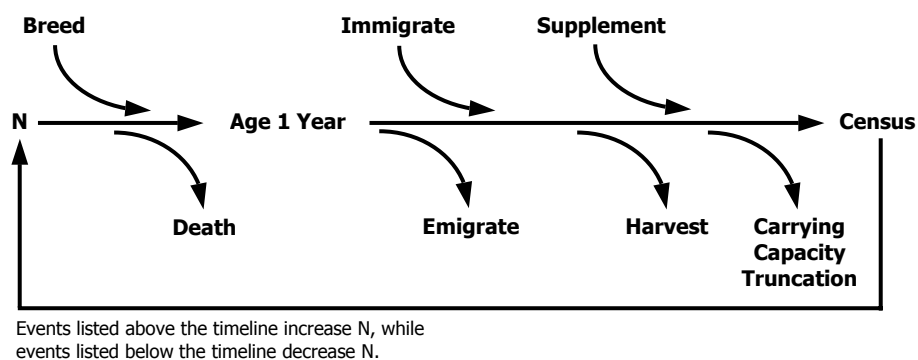 Breed
Immigrate
Supplement
N
Age 1 Year
Census
Death
Emigrate
Harvest
Carrying
Capacity
Truncation
Events listed above the timeline increase N, while
events listed below the timeline decrease N.